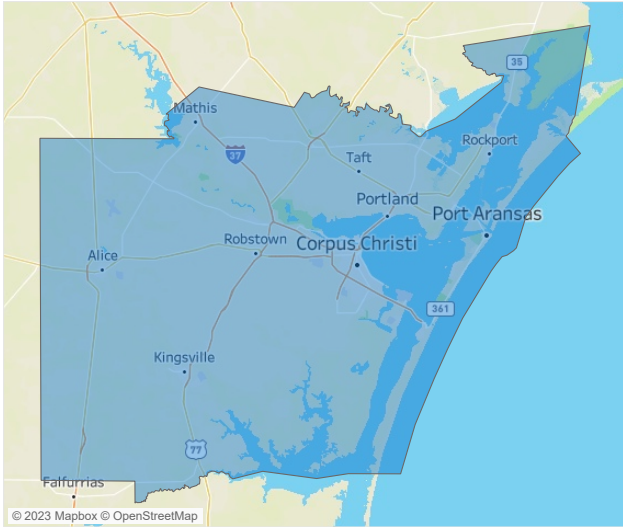 35
Mathis
37
Rockport
Taft
Portland
Port Aransas
Robstown
Corpus Christi
Alice
361
Kingsville
77
Falfurrias
© 2023 Mapbox © OpenStreetMap